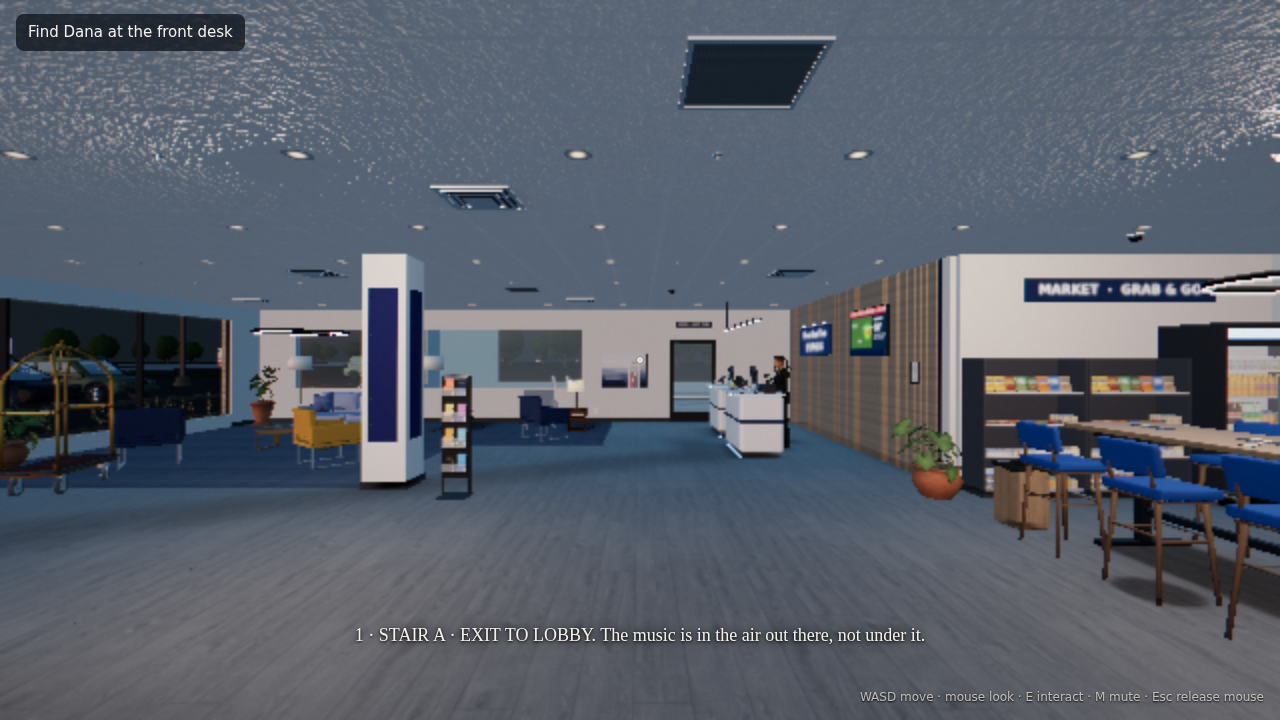 Find Dana at the front desk
MARKET · GRAB & GO
1 · STAIR A · EXIT TO LOBBY. The music is in the air out there, not under it.
WASD move · mouse look · E interact · M mute · Esc release mouse